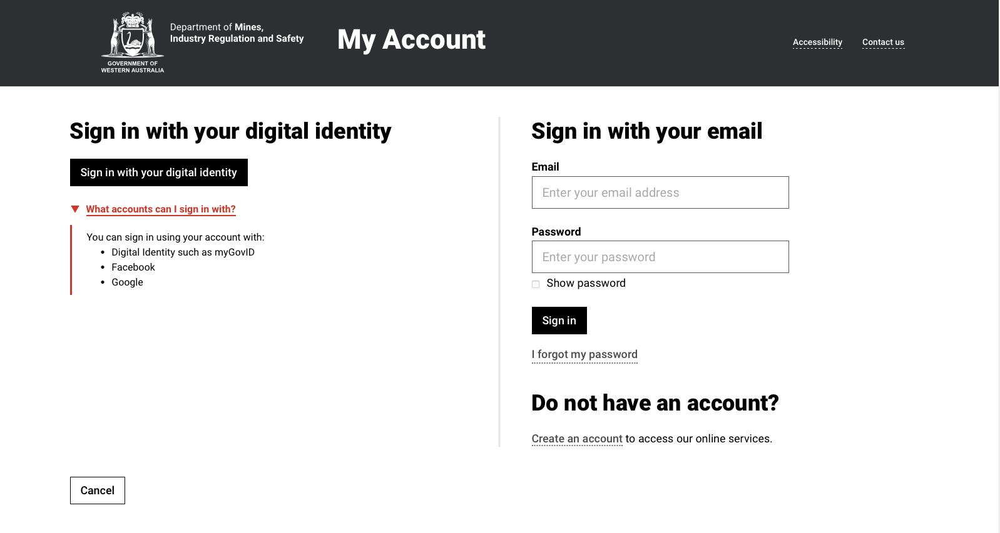 Department of Mines,
Industry Regulation and Safety
GOVERNMENT OF
WESTERN AUSTRALIA
My Account
Accessibility
Contact us
Sign in with your digital identity
Sign in with your digital identity
What accounts can I sign in with?
You can sign in using your account with:
• Digital Identity such as myGovID
• Facebook
• Google
Sign in with your email
Email
Enter your email address
Password
Enter your password
Show password
Sign in
I forgot my password
Do not have an account?
Create an account to access our online services.
Cancel